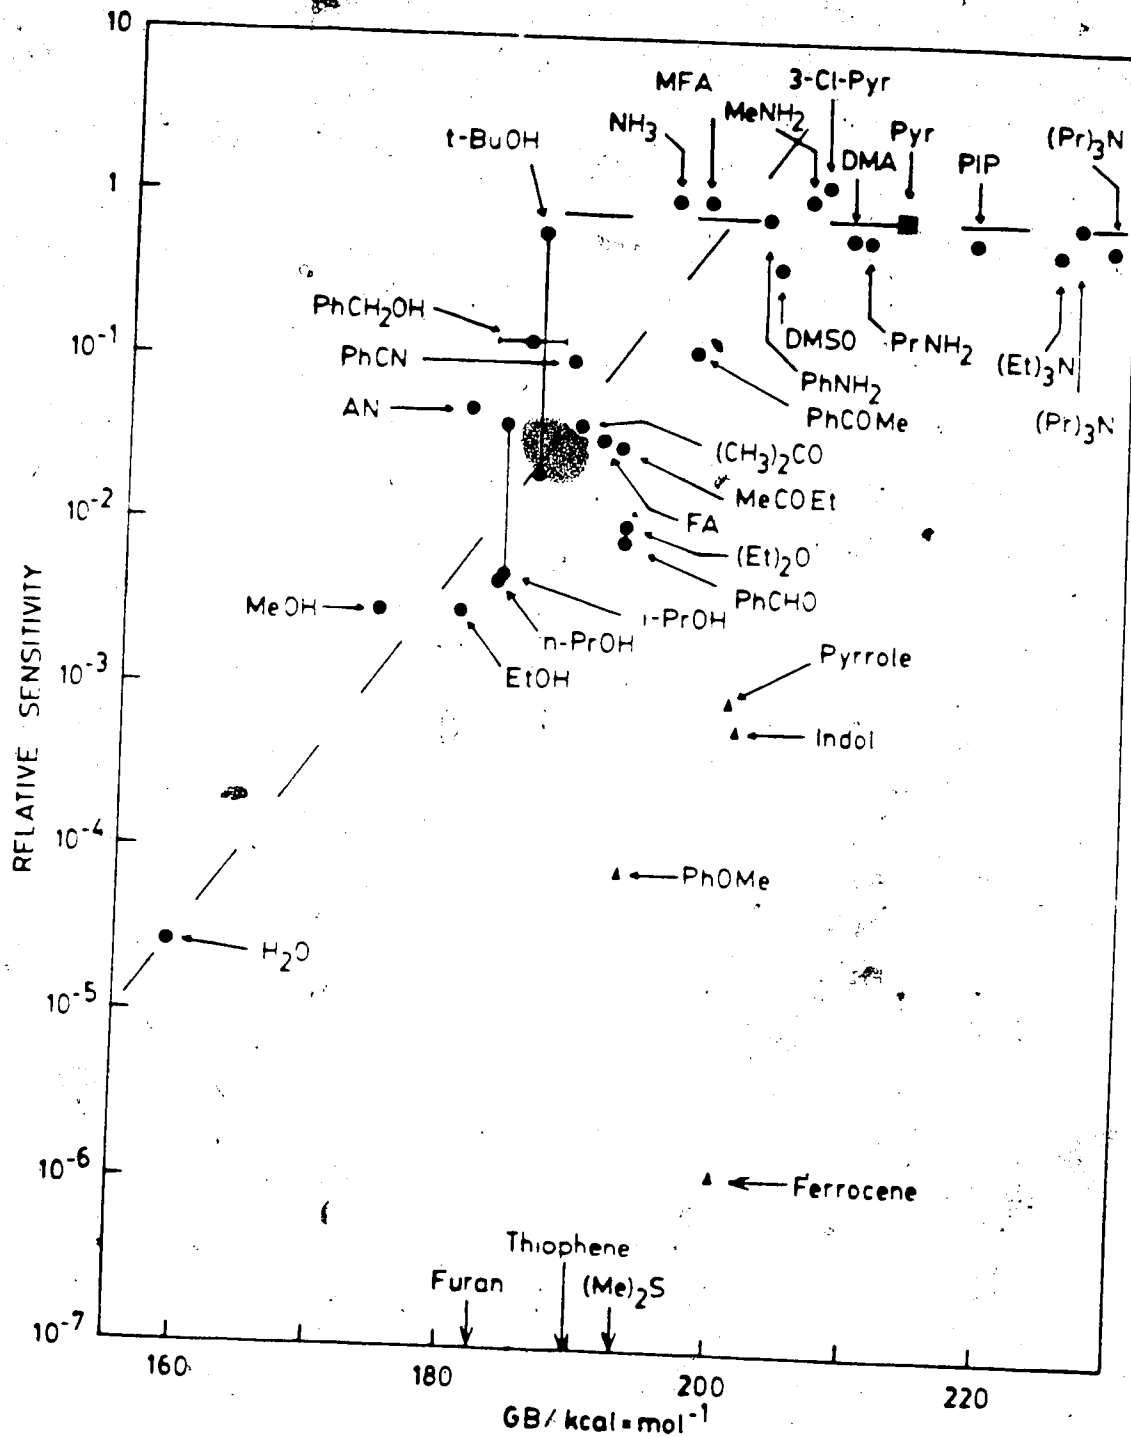 10
MFA
3-Cl-Pyr
t-BuOH
NH3
MeNH2
Pyr
(Pr)3N
DMA
PIP
1
PhCH2OH
10-1
PhCN
DMSO
PrNH2
(Et)3N
PhNH2
AN
PhCOMe
(Pr)3N
(CH3)2CO
MeCOEt
10-2
FA
(Et)2O
PhCHO
MeOH
i-PrOH
n-PrOH
EtOH
10-3
Pyrrole
Indol
10-4
PhOMe
H2O
10-5
10-6
Ferrocene
Thiophene
Furan
(Me)2S
10-7
160
180
200
220
RELATIVE SENSITIVITY
GB/kcal=mol-1